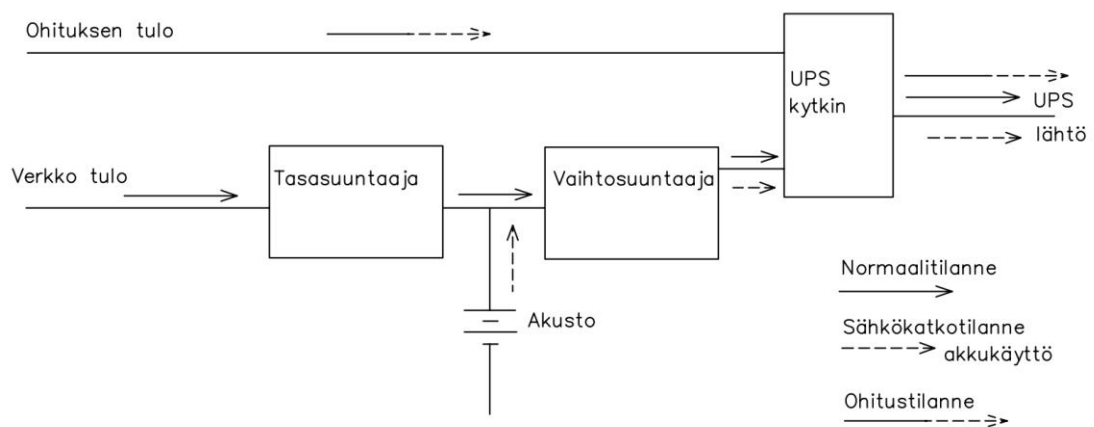 Ohituksen tulo
UPS
kytkin
UPS
lähtö
Verkko tulo
Tasasuuntaaja
Vaihtosuuntaaja
Akusto
Normaalitilanne
Sähkökatkotilanne
akkukäyttö
Ohitustilanne